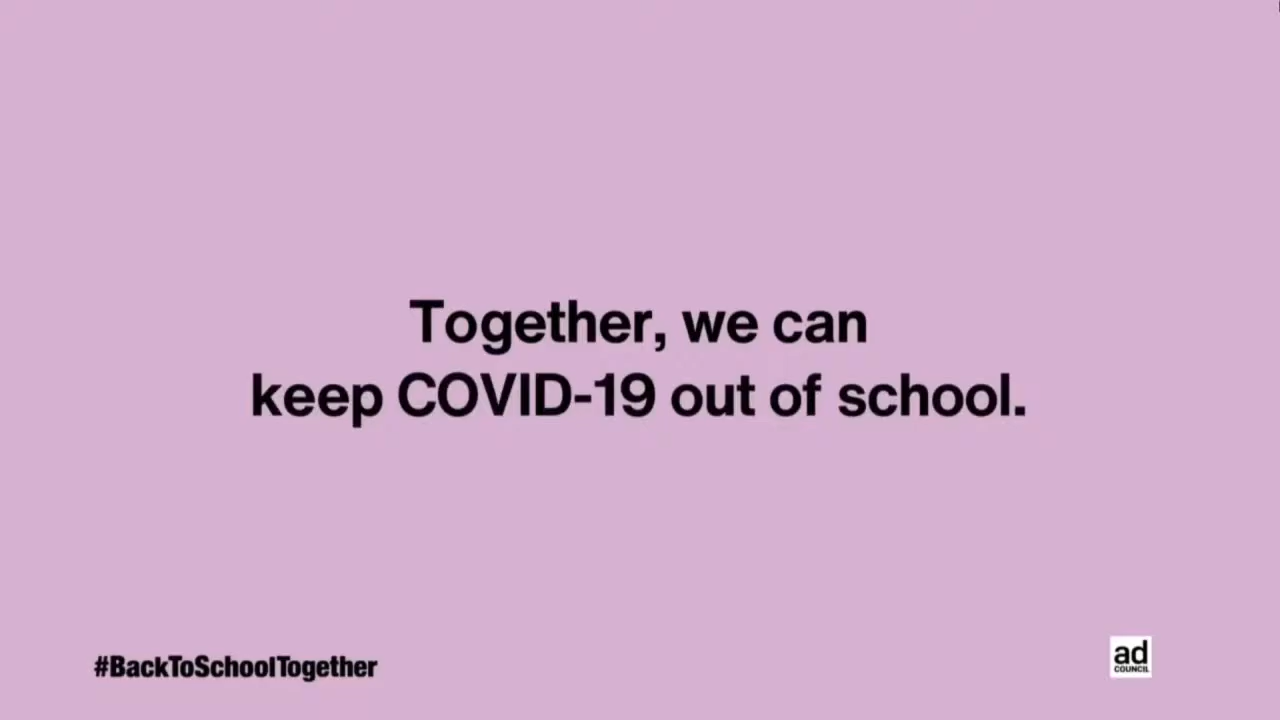 Together, we can
keep COVID-19 out of school.
#BackToSchoolTogether
ad
COUNCIL